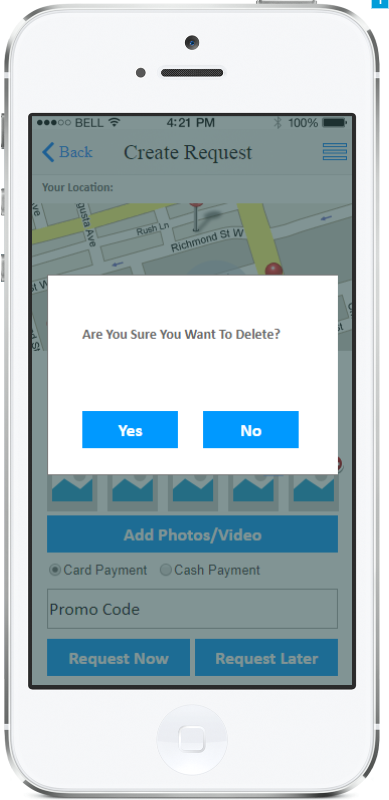 BELL 4:21 PM 100%
Back Create Request
Your Location:
gusta Ave
Rush Ln
Richmond St W
Are You Sure You Want To Delete?
Yes No
Add Photos/Video
Card Payment Cash Payment
Promo Code
Request Now Request Later